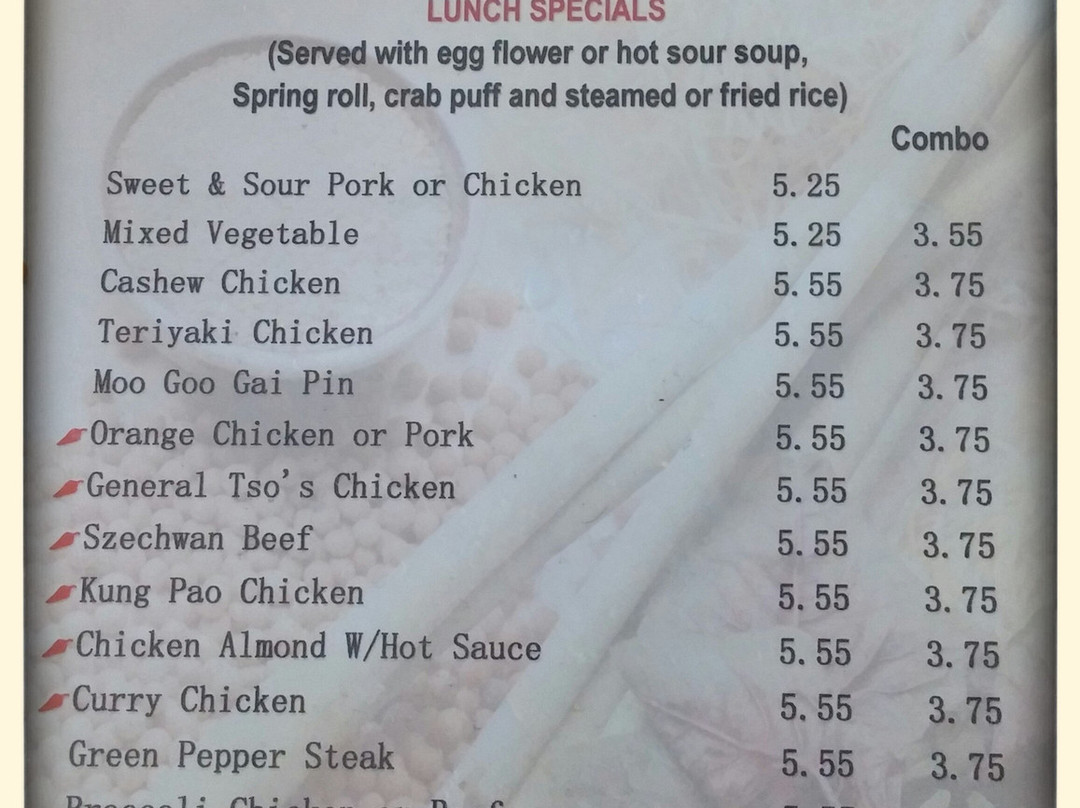 LUNCH SPECIALS
(Served with egg flower or hot sour soup,
Spring roll, crab puff and steamed or fried rice)
Combo
Sweet & Sour Pork or Chicken 5.25
Mixed Vegetable 5.25 3.55
Cashew Chicken 5.55 3.75
Teriyaki Chicken 5.55 3.75
Moo Goo Gai Pin 5.55 3.75
Orange Chicken or Pork 5.55 3.75
General Tso's Chicken 5.55 3.75
Szechwan Beef 5.55 3.75
Kung Pao Chicken 5.55 3.75
Chicken Almond W/Hot Sauce 5.55 3.75
Curry Chicken 5.55 3.75
Green Pepper Steak 5.55 3.75
Broccoli Chicken or